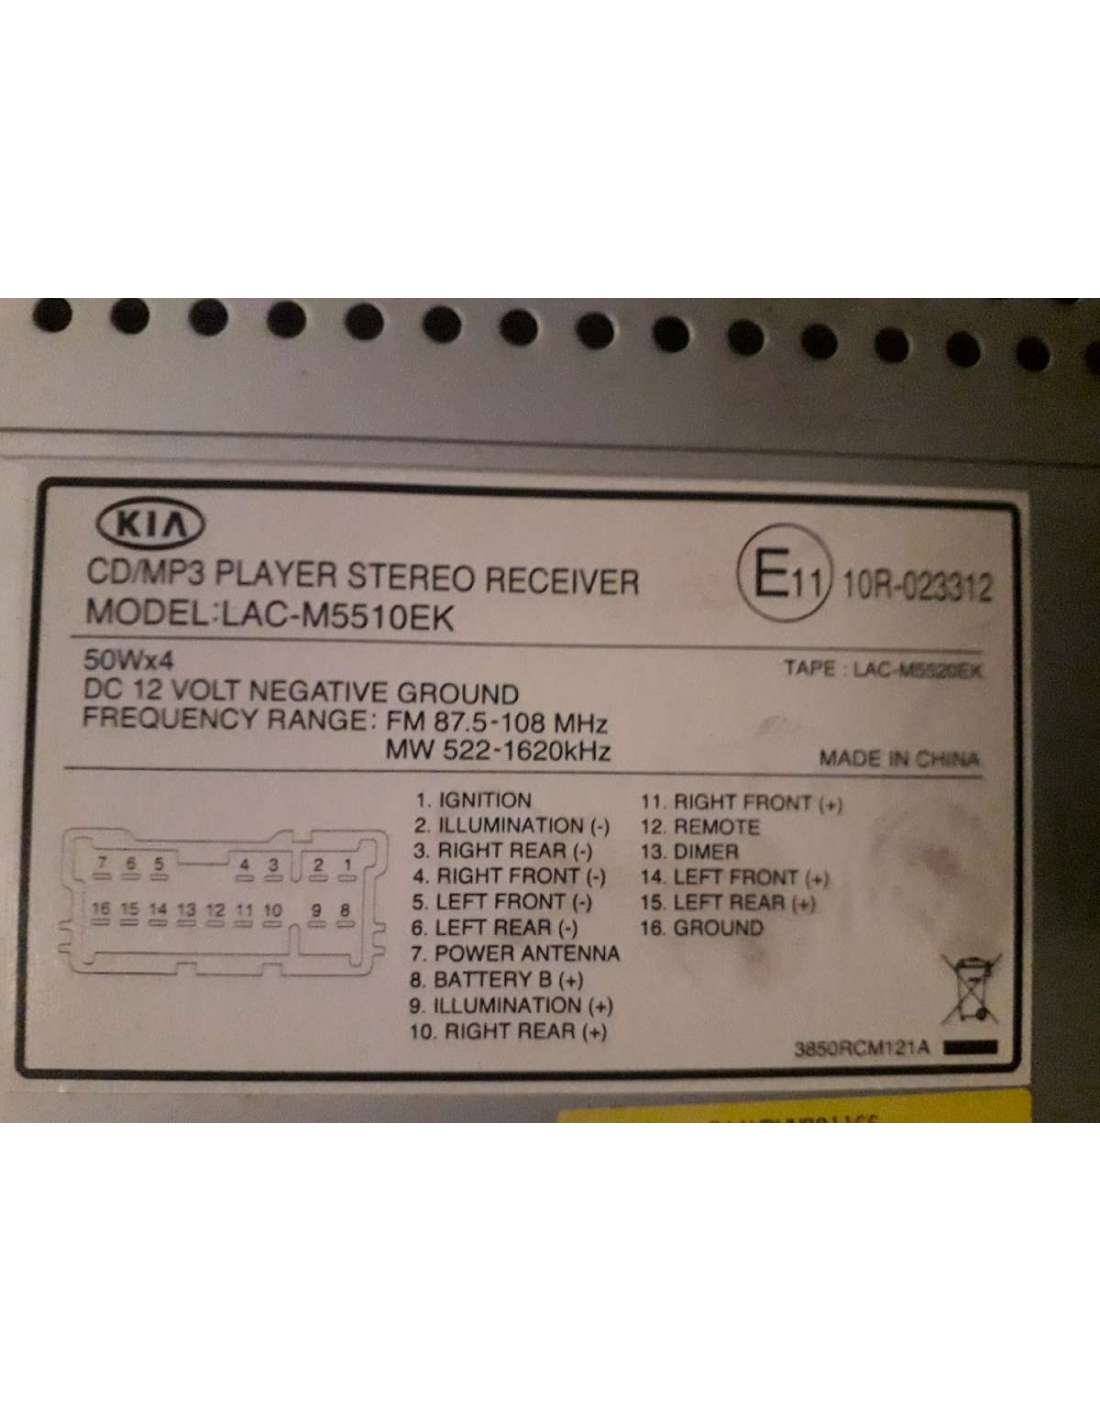 KIA
CD/MP3 PLAYER STEREO RECEIVER
MODEL:LAC-M5510EK
E11 10R-023312
50Wx4
DC 12 VOLT NEGATIVE GROUND
FREQUENCY RANGE: FM 87.5-108 MHz
MW 522-1620kHz
TAPE : LAC-M5520EK
MADE IN CHINA
7 6 5 4 3 2 1
16 15 14 13 12 11 10 9 8
1. IGNITION
2. ILLUMINATION (-)
3. RIGHT REAR (-)
4. RIGHT FRONT (-)
5. LEFT FRONT (-)
6. LEFT REAR (-)
7. POWER ANTENNA
8. BATTERY B (+)
9. ILLUMINATION (+)
10. RIGHT REAR (+)
11. RIGHT FRONT (+)
12. REMOTE
13. DIMER
14. LEFT FRONT (+)
15. LEFT REAR (+)
16. GROUND
3850RCM121A